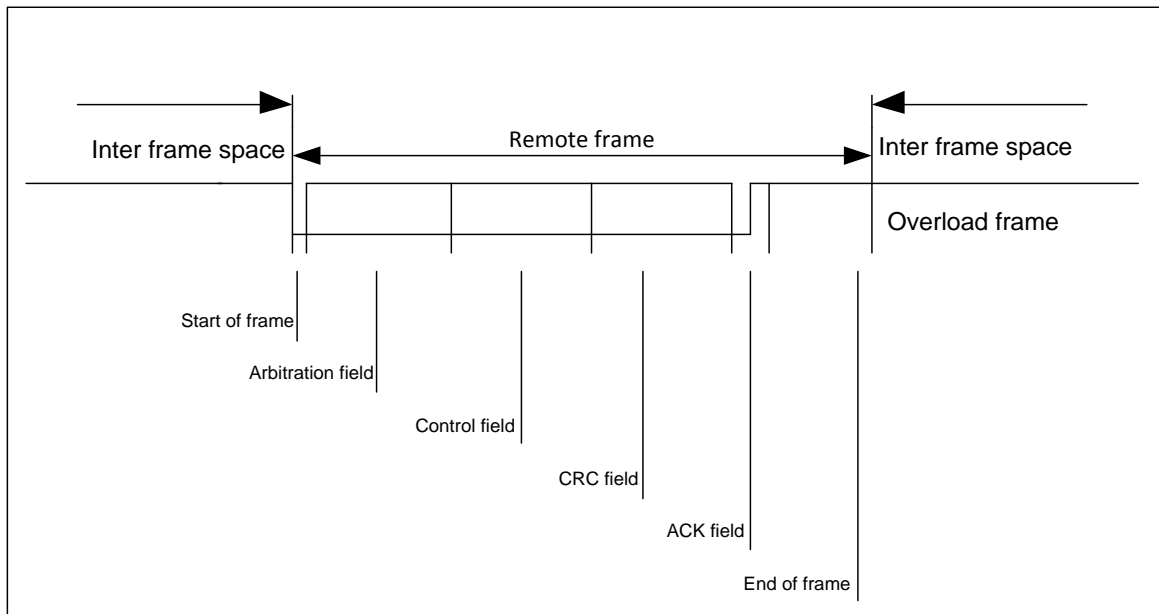 Inter frame space
Remote frame
Inter frame space
Overload frame
Start of frame
Arbitration field
Control field
CRC field
ACK field
End of frame